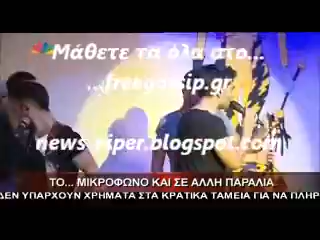 Μάθετε τα όλα στο...
...freegossip.gr
news-viper.blogspot.com
ΤΟ... ΜΙΚΡΟΦΩΝΟ ΚΑΙ ΣΕ ΑΛΛΗ ΠΑΡΑΛΙΑ
ΔΕΝ ΥΠΑΡΧΟΥΝ ΧΡΗΜΑΤΑ ΣΤΑ ΚΡΑΤΙΚΑ ΤΑΜΕΙΑ ΓΙΑ ΝΑ ΠΛΗΡ